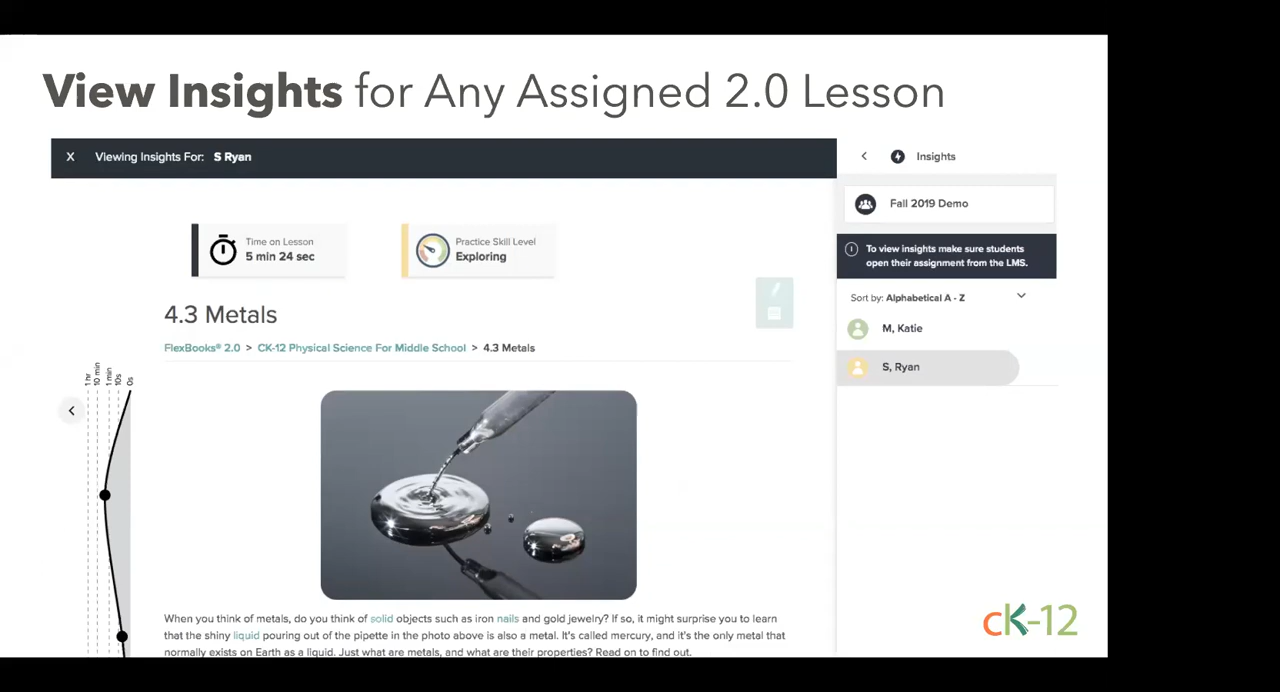 View Insights for Any Assigned 2.0 Lesson
X Viewing Insights For: S Ryan
Insights
Fall 2019 Demo
To view insights make sure students
open their assignment from the LMS.
Sort by: Alphabetical A - Z
M, Katie
S, Ryan
Time on Lesson
5 min 24 sec
Practice Skill Level
Exploring
4.3 Metals
FlexBooks® 2.0 > CK-12 Physical Science For Middle School > 4.3 Metals
1 hr
10 min
1 min
10s
0s
When you think of metals, do you think of solid objects such as iron nails and gold jewelry? If so, it might surprise you to learn
that the shiny liquid pouring out of the pipette in the photo above is also a metal. It's called mercury, and it's the only metal that
normally exists on Earth as a liquid. Just what are metals, and what are their properties? Read on to find out.
cK-12